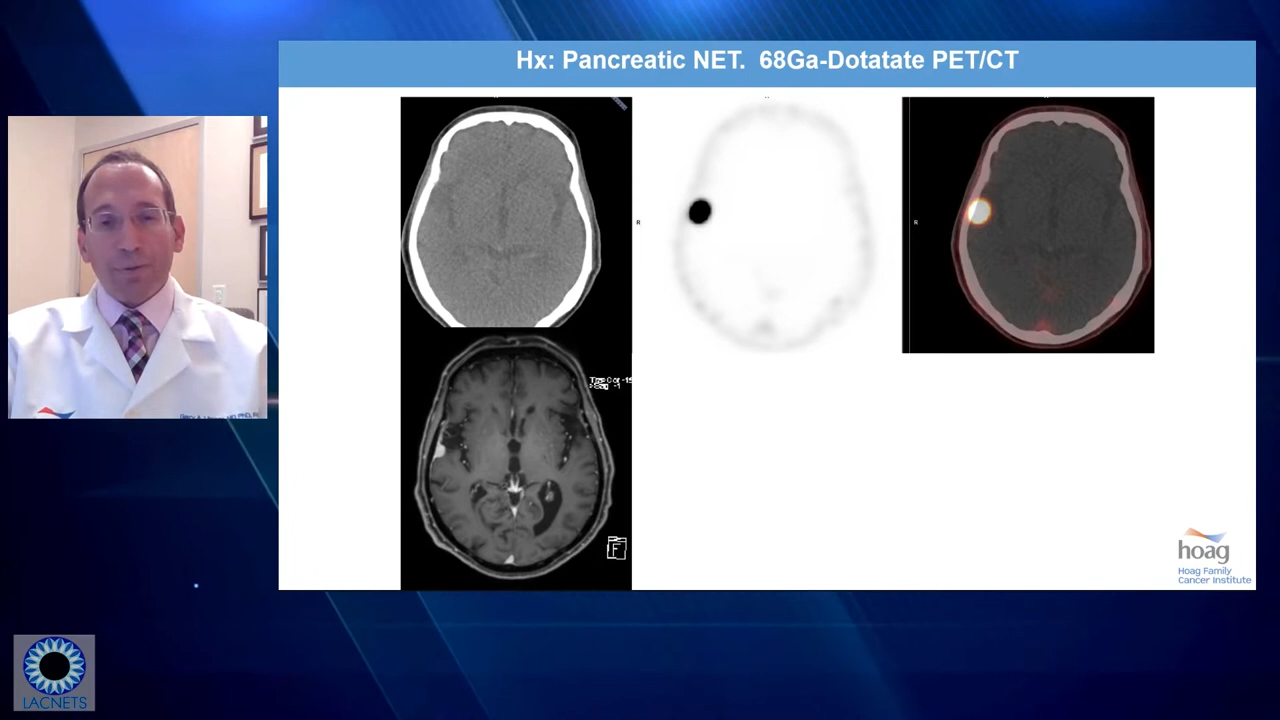 Hx: Pancreatic NET.  68Ga-Dotatate PET/CT
R
R
F
hoag
Hoag Family
Cancer Institute
LACNETS